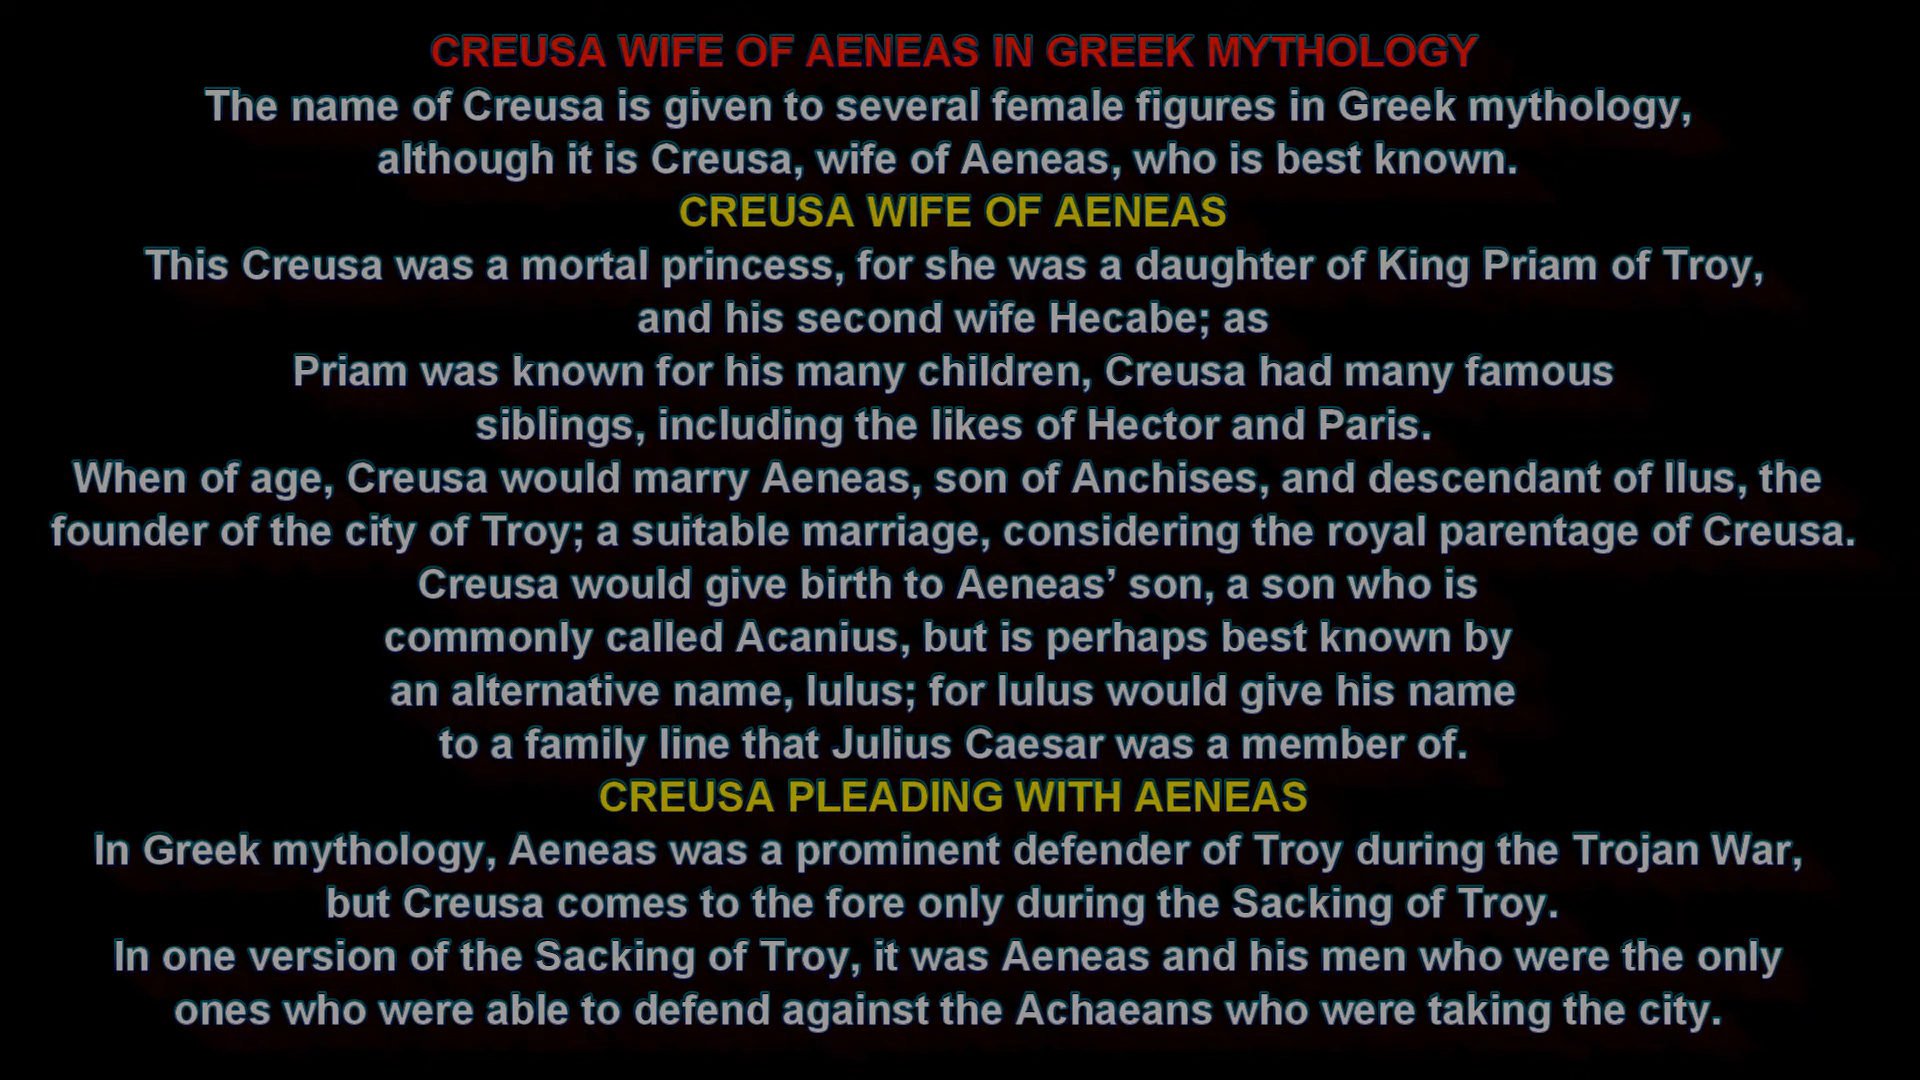 CREUSA WIFE OF AENEAS IN GREEK MYTHOLOGY
The name of Creusa is given to several female figures in Greek mythology,
although it is Creusa, wife of Aeneas, who is best known.
CREUSA WIFE OF AENEAS
This Creusa was a mortal princess, for she was a daughter of King Priam of Troy,
and his second wife Hecabe; as
Priam was known for his many children, Creusa had many famous
siblings, including the likes of Hector and Paris.
When of age, Creusa would marry Aeneas, son of Anchises, and descendant of Ilus, the
founder of the city of Troy; a suitable marriage, considering the royal parentage of Creusa.
Creusa would give birth to Aeneas’ son, a son who is
commonly called Acanius, but is perhaps best known by
an alternative name, Iulus; for Iulus would give his name
to a family line that Julius Caesar was a member of.
CREUSA PLEADING WITH AENEAS
In Greek mythology, Aeneas was a prominent defender of Troy during the Trojan War,
but Creusa comes to the fore only during the Sacking of Troy.
In one version of the Sacking of Troy, it was Aeneas and his men who were the only
ones who were able to defend against the Achaeans who were taking the city.